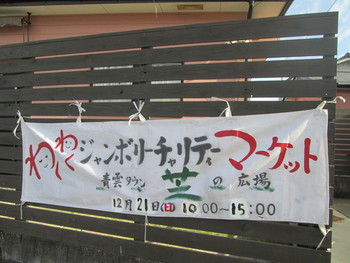 わいわい ジャンボリーチャリティーマーケット
青雲タウン 芝の広場
12月21日(日) 10:00〜15:00